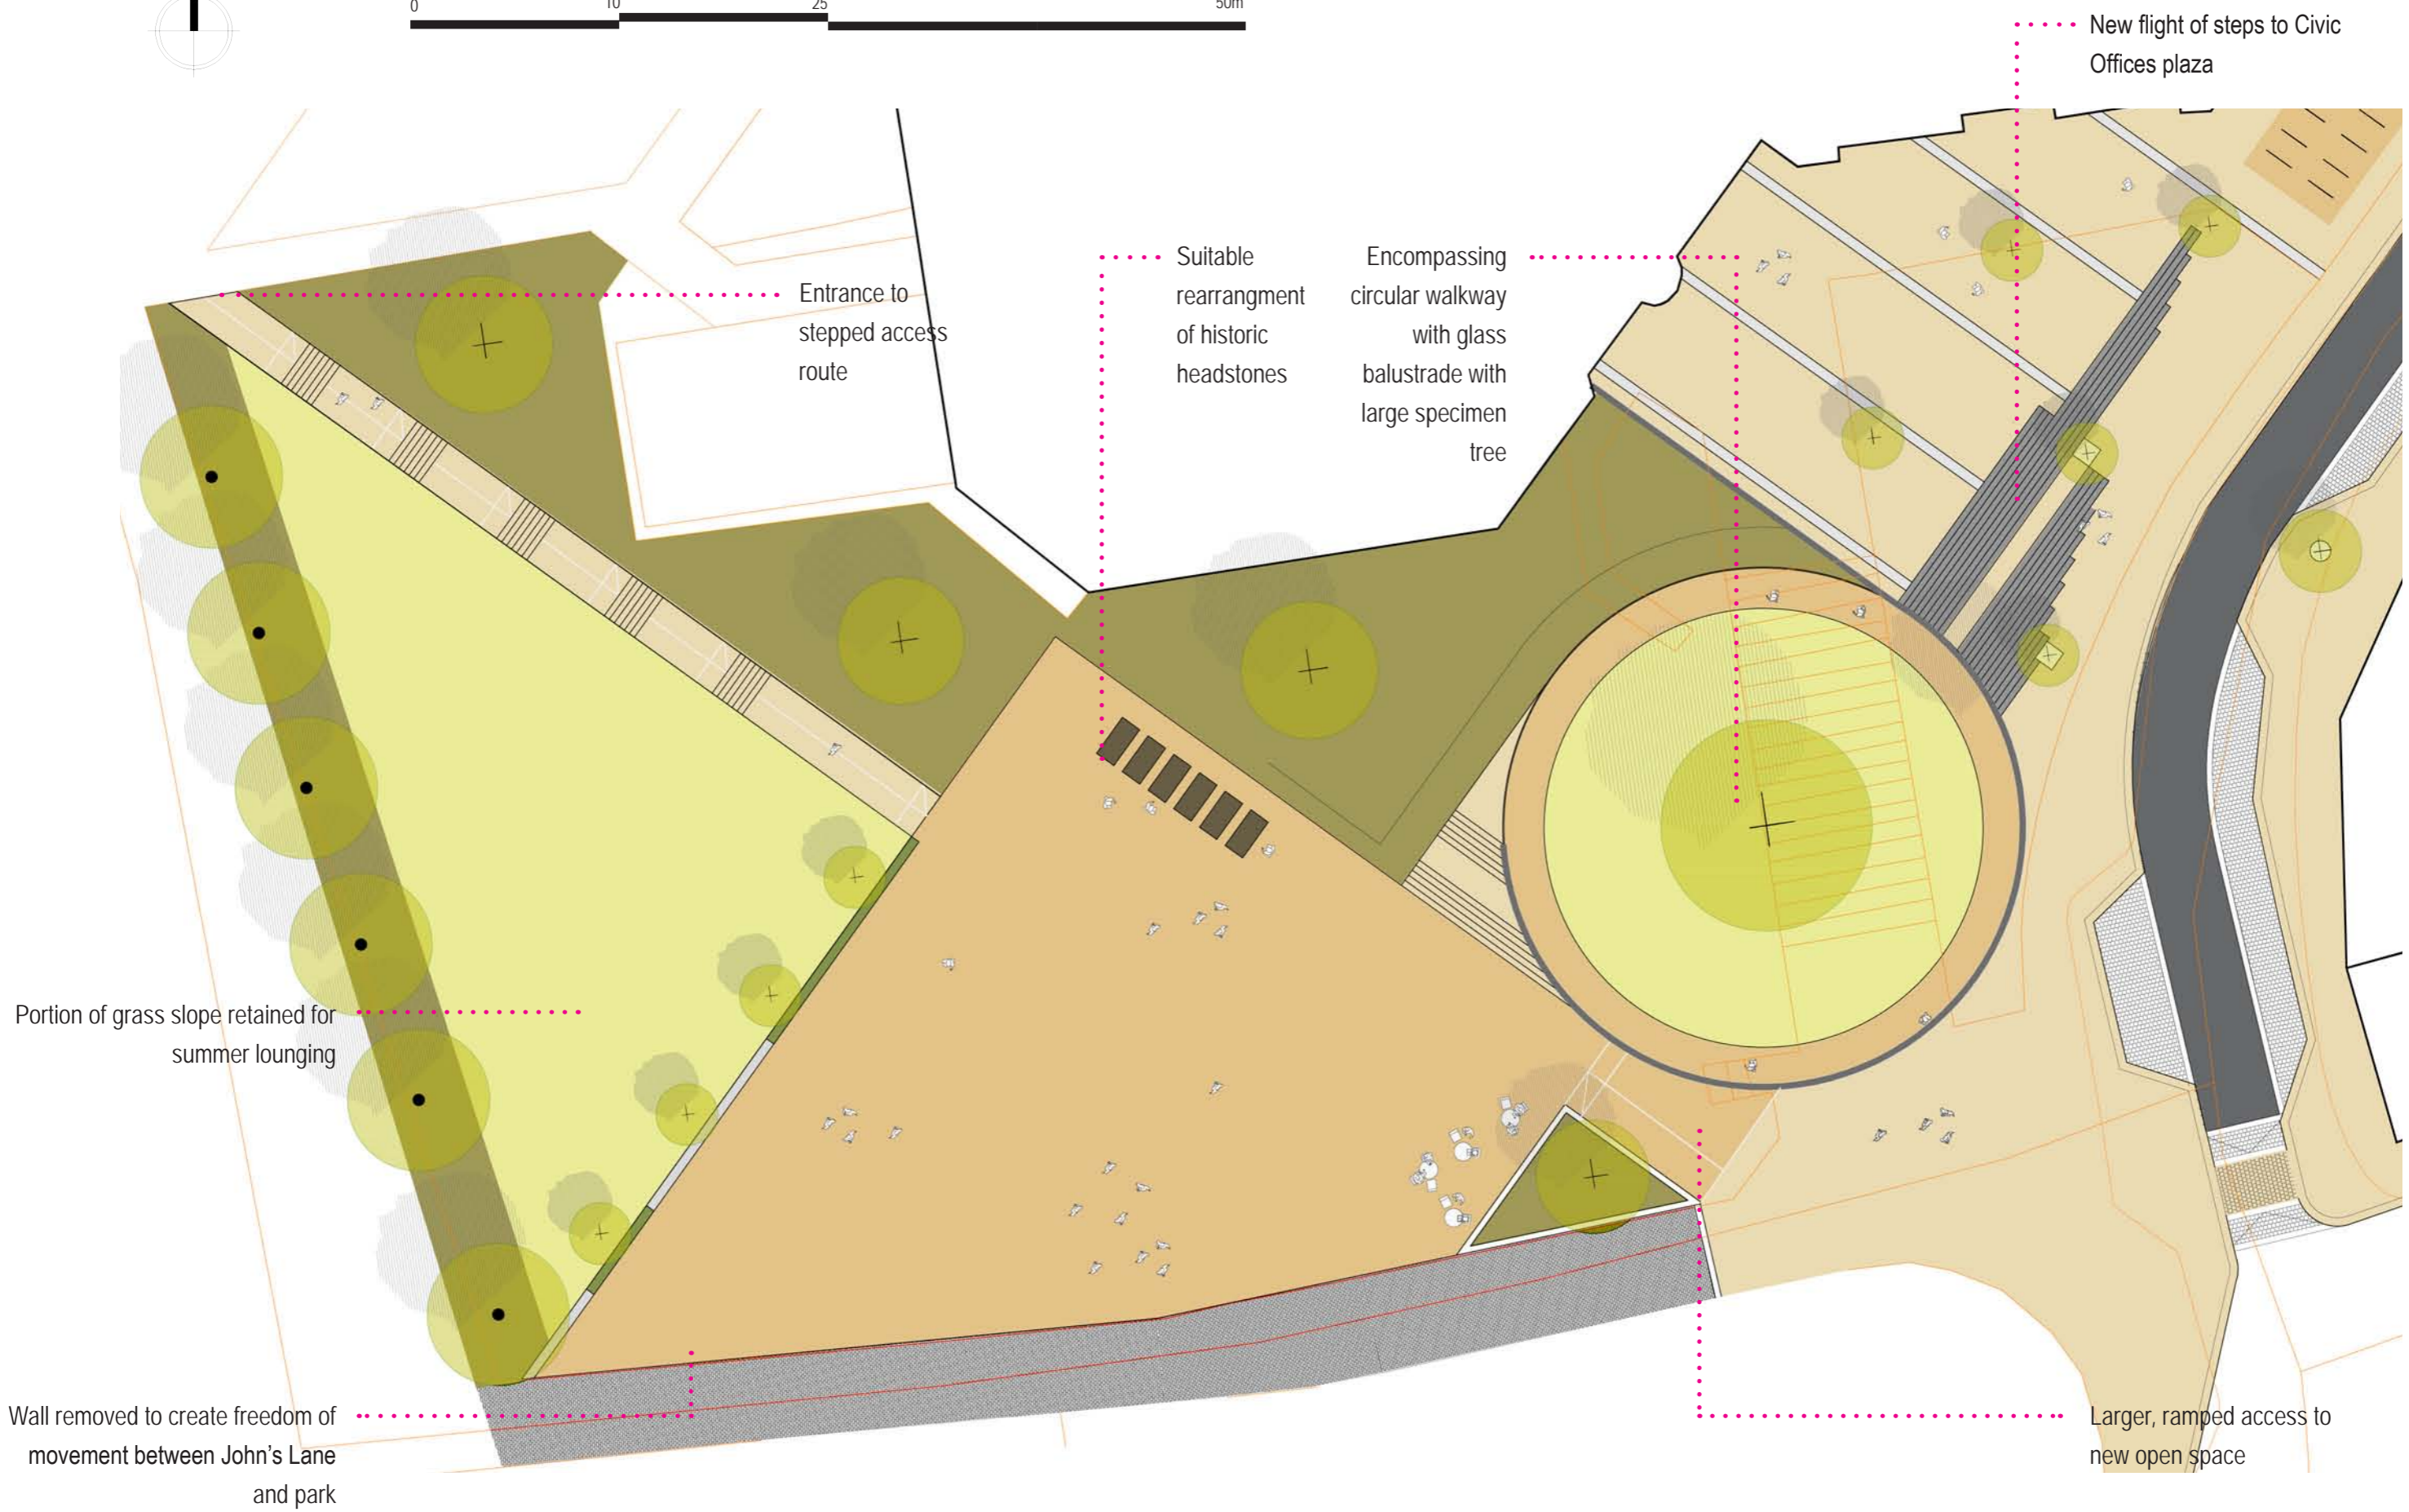 0 10 25 50m
New flight of steps to Civic
Offices plaza
Entrance to
stepped access
route
Suitable
rearrangment
of historic
headstones
Encompassing
circular walkway
with glass
balustrade with
large specimen
tree
Portion of grass slope retained for
summer lounging
Wall removed to create freedom of
movement between John's Lane
and park
Larger, ramped access to
new open space